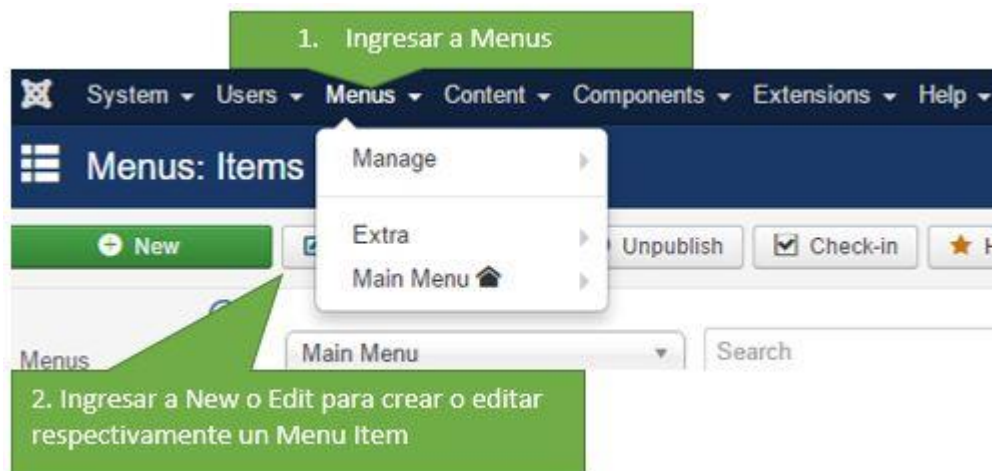 1. Ingresar a Menus
System Users Menus Content Components Extensions Help
Menus: Items
Manage
Extra
Main Menu
New
Unpublish
Check-in
Menus
Main Menu
Search
2. Ingresar a New o Edit para crear o editar
respectivamente un Menu Item